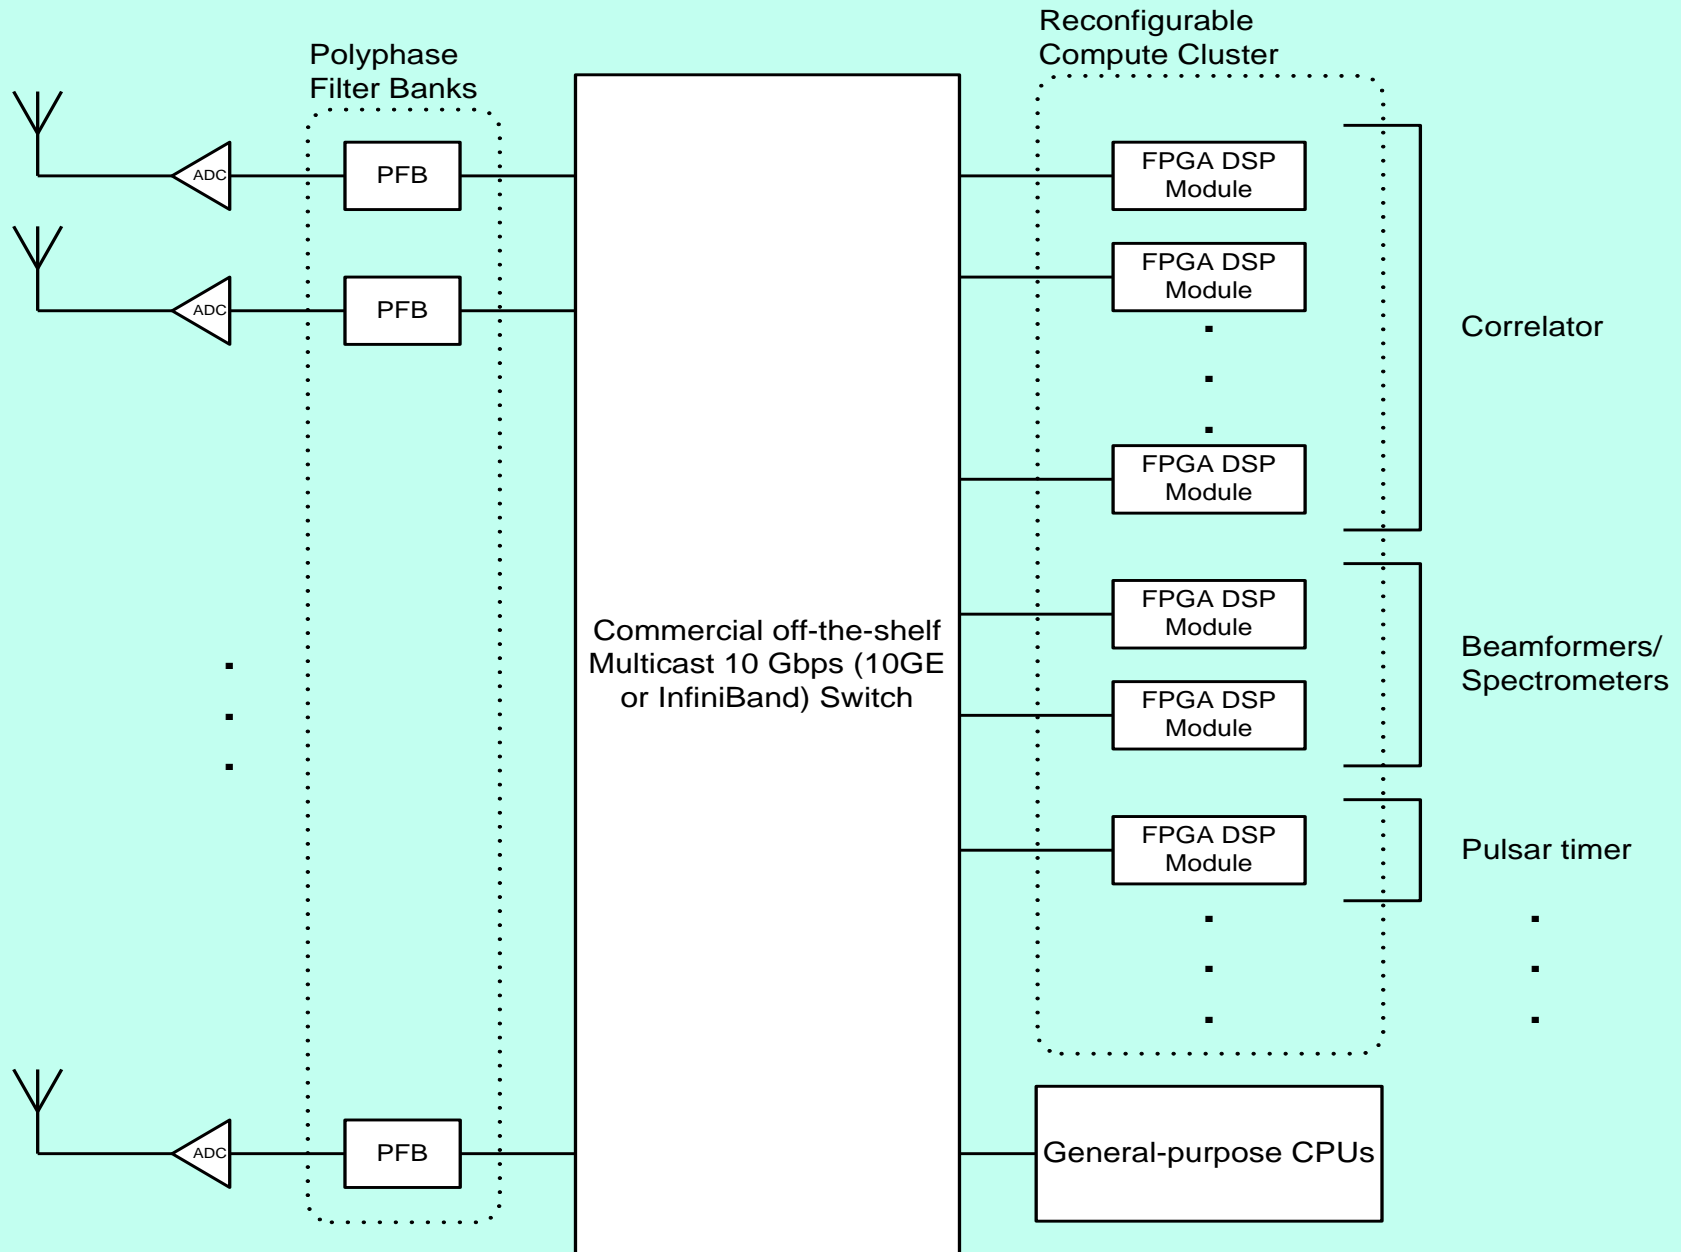 Reconfigurable
Compute Cluster
Polyphase
Filter Banks
ADC
PFB
FPGA DSP
Module
ADC
PFB
FPGA DSP
Module
Correlator
FPGA DSP
Module
Commercial off-the-shelf
Multicast 10 Gbps (10GE
or InfiniBand) Switch
FPGA DSP
Module
Beamformers/
Spectrometers
FPGA DSP
Module
FPGA DSP
Module
Pulsar timer
ADC
PFB
General-purpose CPUs